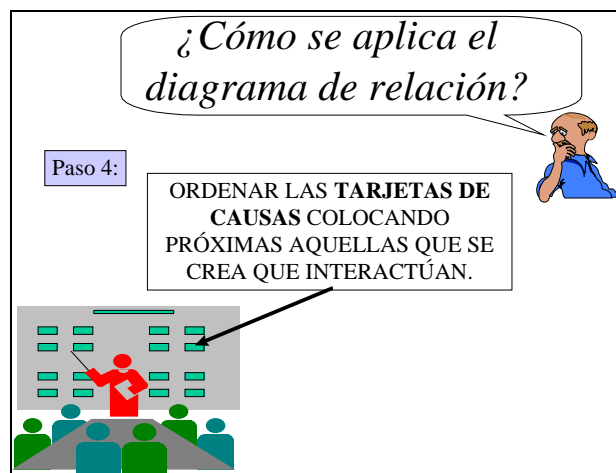 ¿Cómo se aplica el
diagrama de relación?
Paso 4:
ORDENAR LAS TARJETAS DE
CAUSAS COLOCANDO
PRÓXIMAS AQUELLAS QUE SE
CREA QUE INTERACTÚAN.